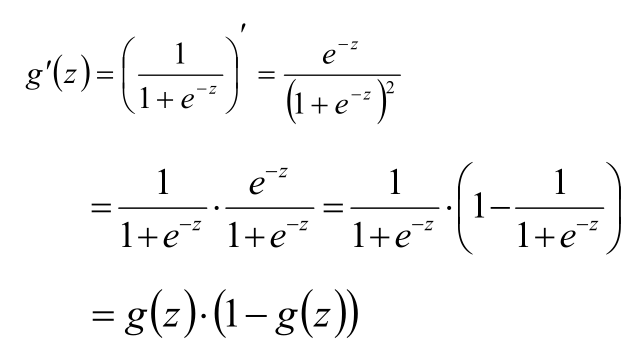 g′(z) = (1/(1 + e^{−z}))′ = e^{−z}/(1 + e^{−z})²
= 1/(1 + e^{−z}) · e^{−z}/(1 + e^{−z}) = 1/(1 + e^{−z}) · (1 − 1/(1 + e^{−z}))
= g(z) · (1 − g(z))